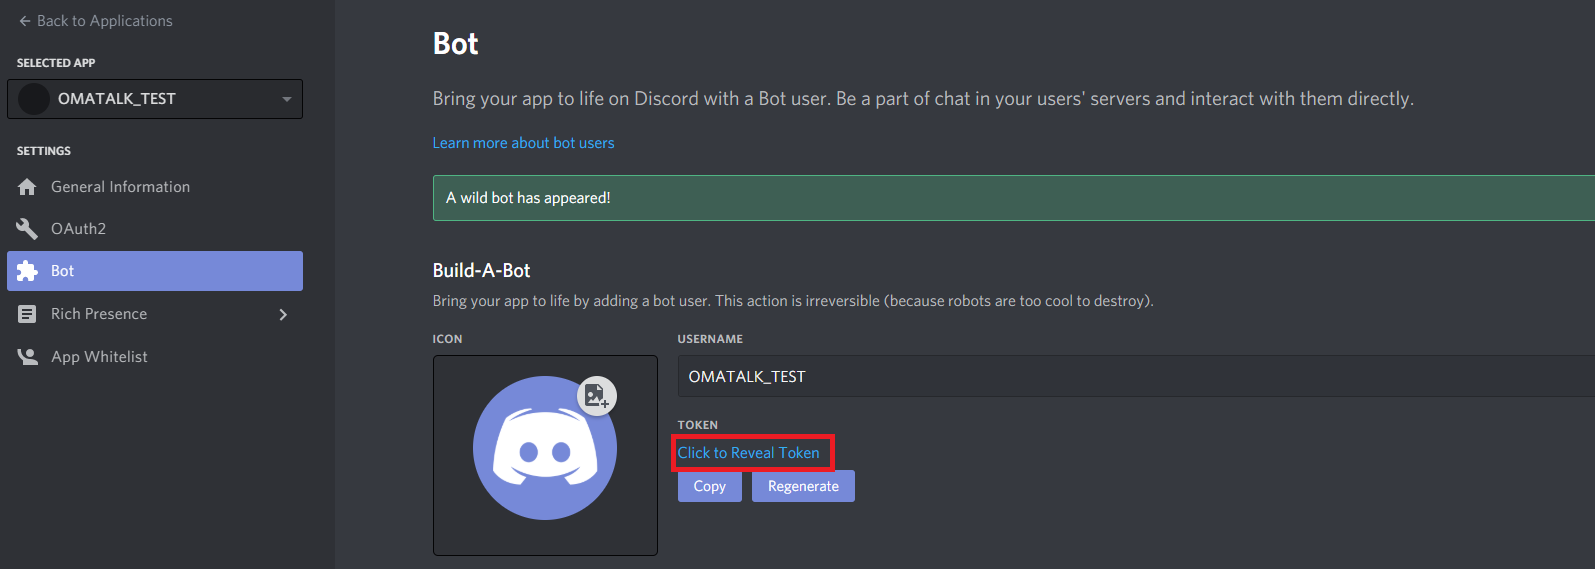 Back to Applications
SELECTED APP
OMATALK_TEST
SETTINGS
General Information
OAuth2
Bot
Rich Presence
App Whitelist
Bot
Bring your app to life on Discord with a Bot user. Be a part of chat in your users' servers and interact with them directly.
Learn more about bot users
A wild bot has appeared!
Build-A-Bot
Bring your app to life by adding a bot user. This action is irreversible (because robots are too cool to destroy).
ICON
USERNAME
OMATALK_TEST
TOKEN
Click to Reveal Token
Copy Regenerate